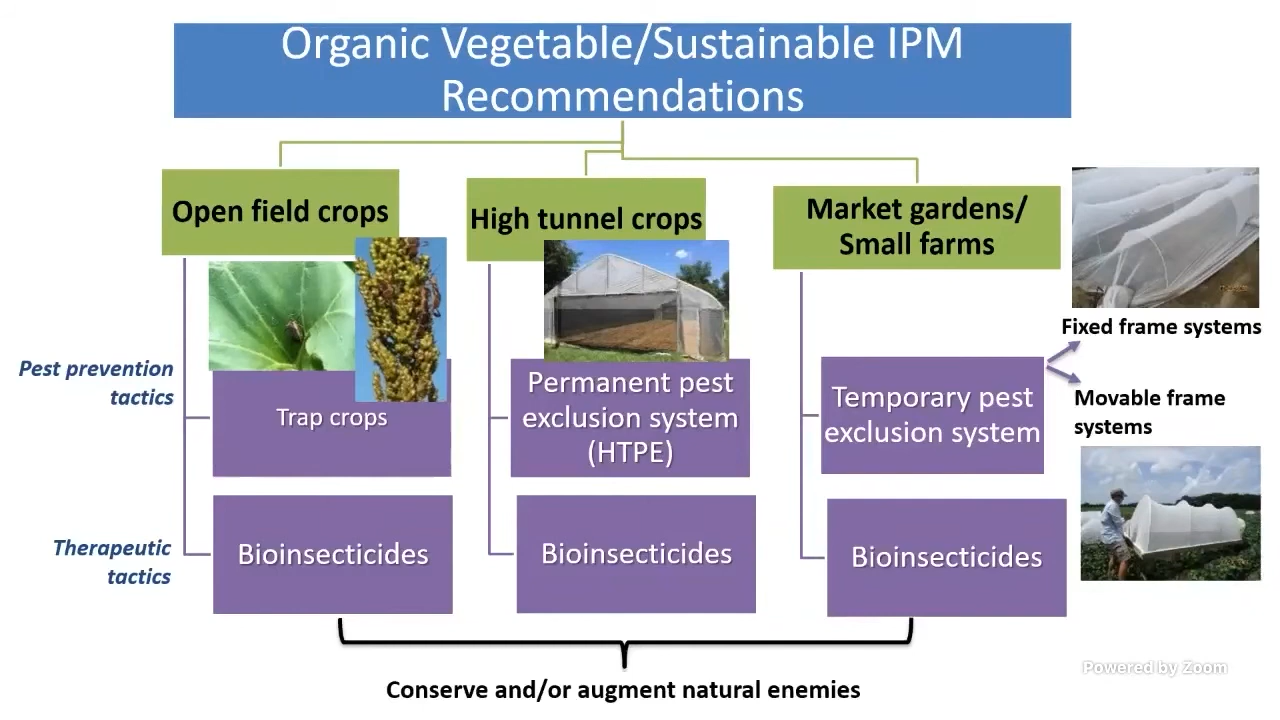 Organic Vegetable/Sustainable IPM
Recommendations
Open field crops
High tunnel crops
Market gardens/
Small farms
Fixed frame systems
Pest prevention
tactics
Trap crops
Permanent pest
exclusion system
(HTPE)
Temporary pest
exclusion system
Movable frame
systems
Therapeutic
tactics
Bioinsecticides
Bioinsecticides
Bioinsecticides
Conserve and/or augment natural enemies
Powered by Zoom